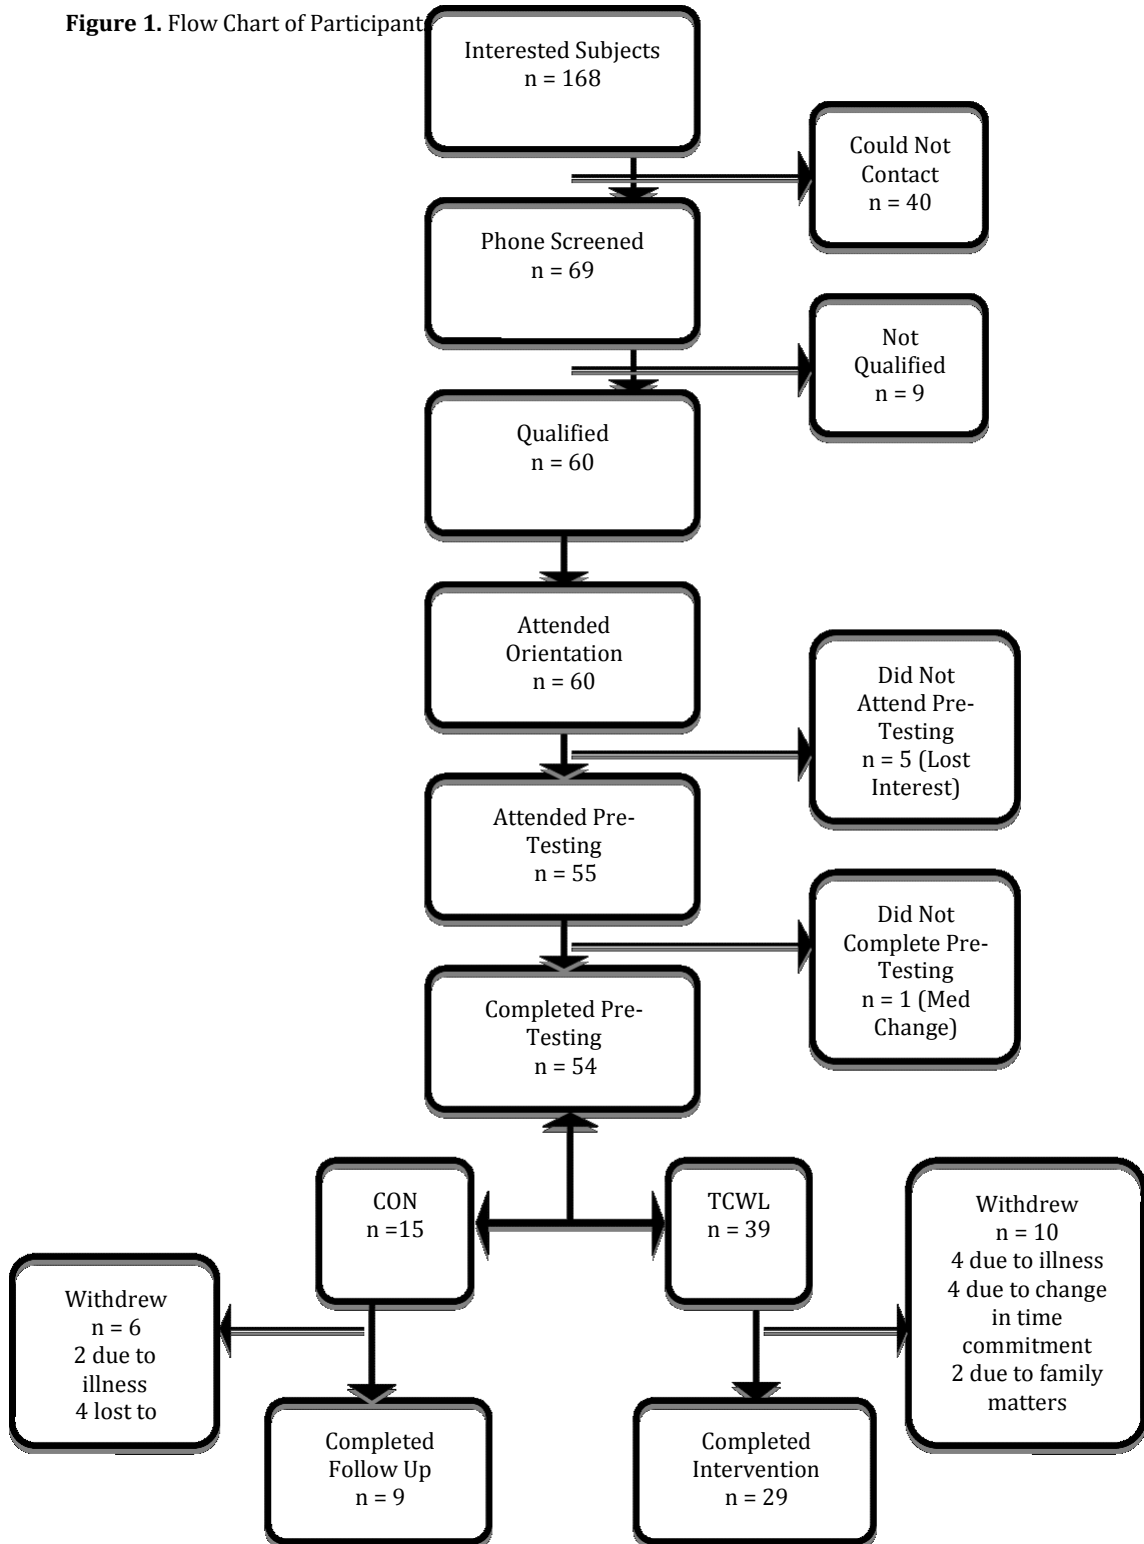 Figure 1. Flow Chart of Participant
Interested Subjects
n = 168
Could Not
Contact
n = 40
Phone Screened
n = 69
Not
Qualified
n = 9
Qualified
n = 60
Attended
Orientation
n = 60
Did Not
Attend Pre-
Testing
n = 5 (Lost
Interest)
Attended Pre-
Testing
n = 55
Did Not
Complete Pre-
Testing
n = 1 (Med
Change)
Completed Pre-
Testing
n = 54
CON
n =15
TCWL
n = 39
Withdrew
n = 10
4 due to illness
4 due to change
in time
commitment
2 due to family
matters
Withdrew
n = 6
2 due to
illness
4 lost to
Completed
Follow Up
n = 9
Completed
Intervention
n = 29